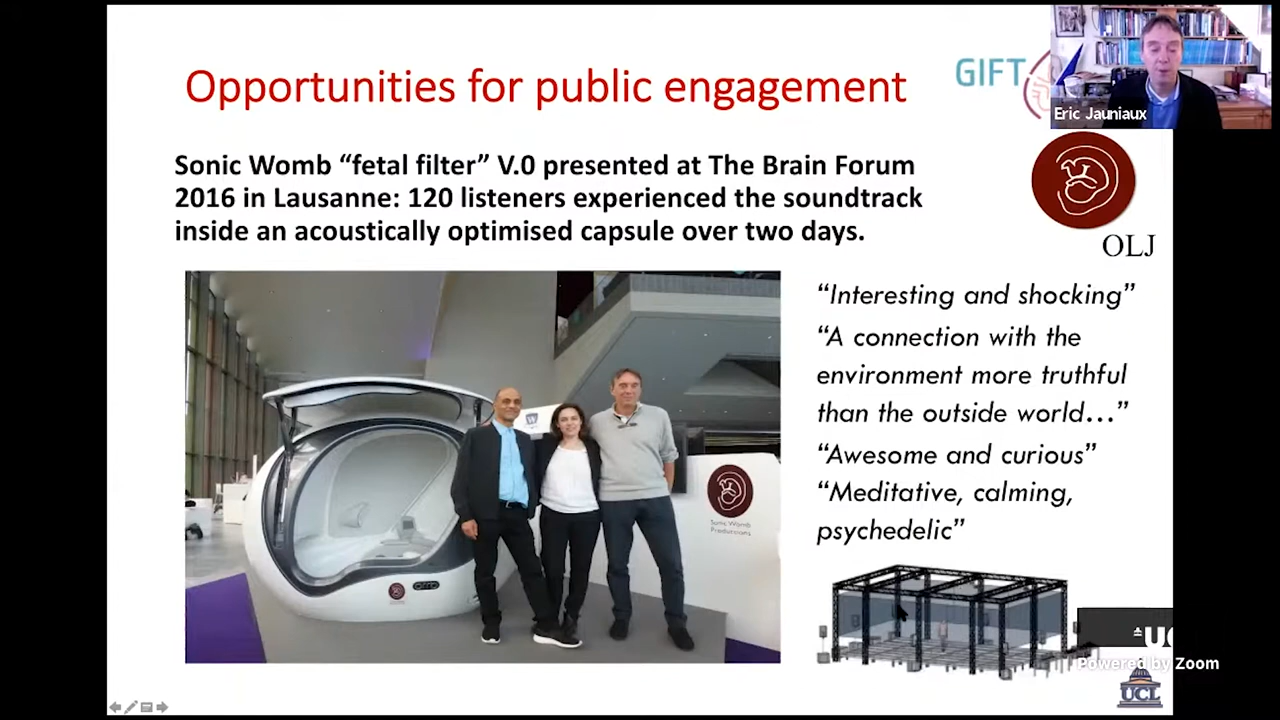 Opportunities for public engagement
GIFT
Eric Jauniaux
Sonic Womb “fetal filter” V.0 presented at The Brain Forum
2016 in Lausanne: 120 listeners experienced the soundtrack
inside an acoustically optimised capsule over two days.
OLJ
“Interesting and shocking”
“A connection with the
environment more truthful
than the outside world…”
“Awesome and curious”
“Meditative, calming,
psychedelic”
Sonic Womb
Productions
Powered by Zoom
UCL